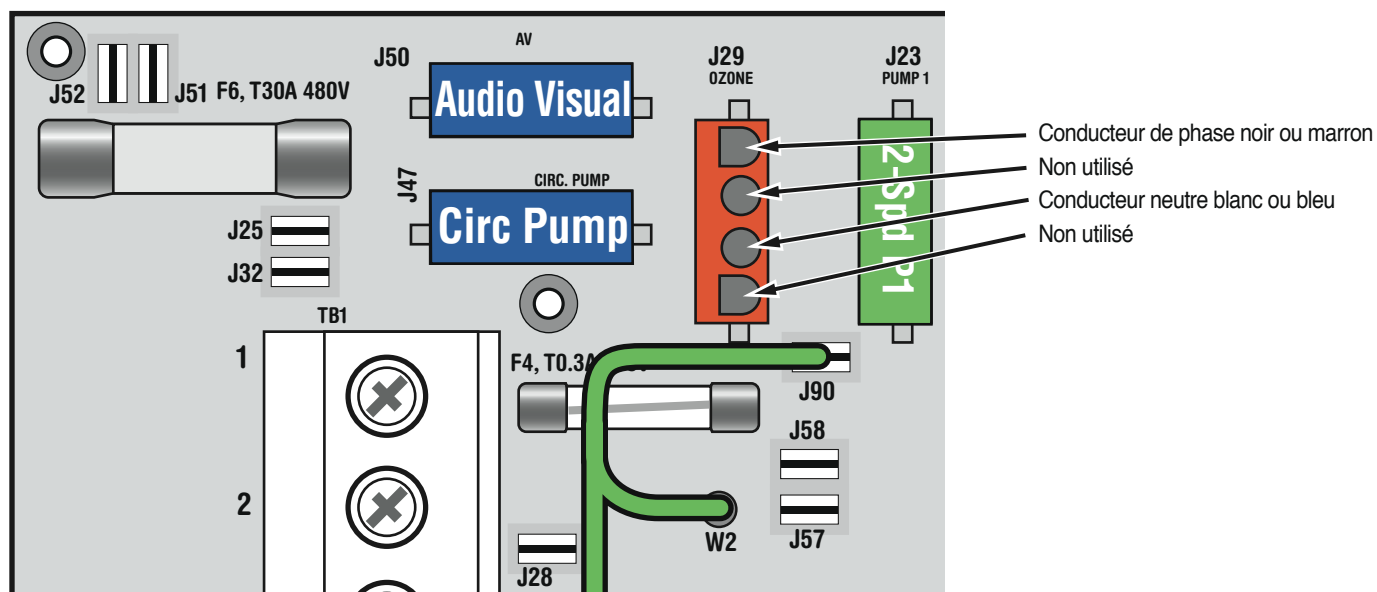 AV
J50
Audio Visual
J29
OZONE
J23
PUMP 1
J52
J51
F6, T30A 480V
Conducteur de phase noir ou marron
Non utilisé
Conducteur neutre blanc ou bleu
Non utilisé
2-Spd P1
J47
CIRC. PUMP
Circ Pump
J25
J32
TB1
1
F4, T0.3A
J90
J58
2
W2
J57
J28